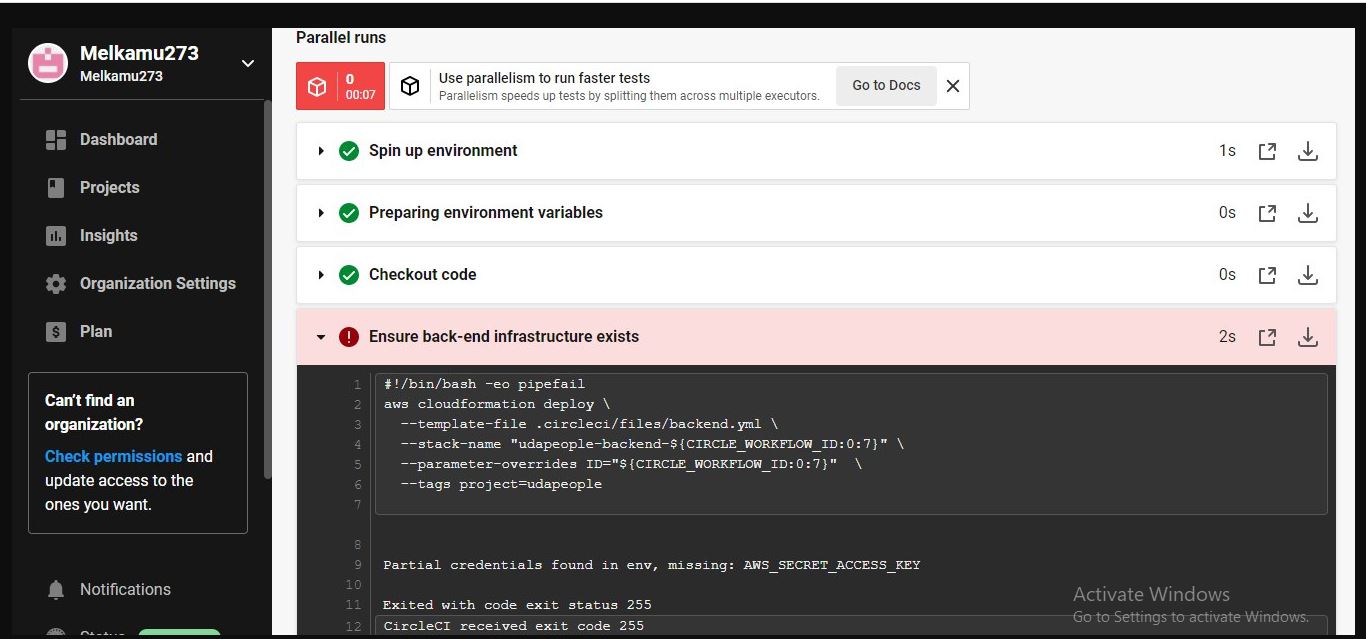 Melkamu273
Melkamu273
Dashboard
Projects
Insights
Organization Settings
Plan
Can't find an
organization?
Check permissions and
update access to the
ones you want.
Notifications
Status
Parallel runs
0
00:07
Use parallelism to run faster tests
Parallelism speeds up tests by splitting them across multiple executors.
Go to Docs
Spin up environment 1s
Preparing environment variables 0s
Checkout code 0s
Ensure back-end infrastructure exists 2s
1 #!/bin/bash -eo pipefail
2 aws cloudformation deploy \
3 --template-file .circleci/files/backend.yml \
4 --stack-name "udapeople-backend-${CIRCLE_WORKFLOW_ID:0:7}" \
5 --parameter-overrides ID="${CIRCLE_WORKFLOW_ID:0:7}"  \
6 --tags project=udapeople
7
8
9 Partial credentials found in env, missing: AWS_SECRET_ACCESS_KEY
10
11 Exited with code exit status 255
12 CircleCI received exit code 255
Activate Windows
Go to Settings to activate Windows.